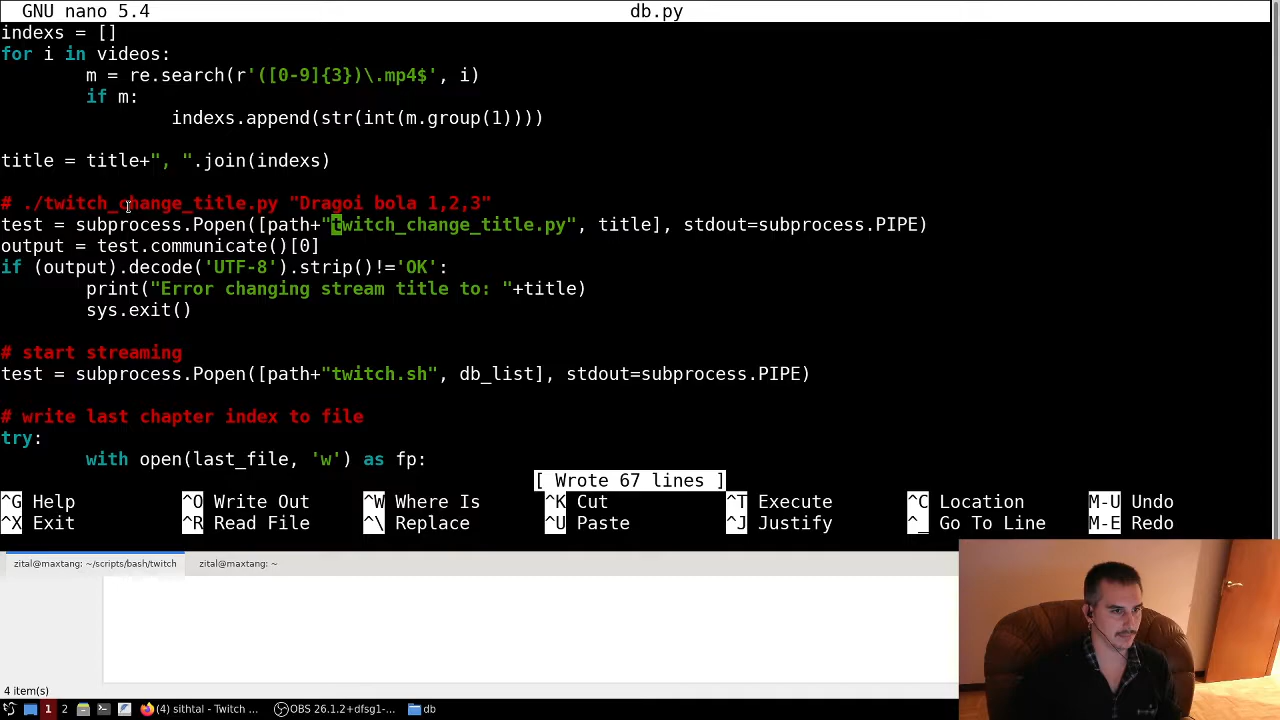 GNU nano 5.4 db.py
indexs = []
for i in videos:
m = re.search(r'([0-9]{3})\.mp4$', i)
if m:
indexs.append(str(int(m.group(1))))
title = title+", ".join(indexs)
# ./twitch_change_title.py "Dragoi bola 1,2,3"
test = subprocess.Popen([path+"twitch_change_title.py", title], stdout=subprocess.PIPE)
output = test.communicate()[0]
if (output).decode('UTF-8').strip()!='OK':
print("Error changing stream title to: "+title)
sys.exit()
# start streaming
test = subprocess.Popen([path+"twitch.sh", db_list], stdout=subprocess.PIPE)
# write last chapter index to file
try:
with open(last_file, 'w') as fp:
[ Wrote 67 lines ]
^G Help ^O Write Out ^W Where Is ^K Cut ^T Execute ^C Location M-U Undo
^X Exit ^R Read File ^\ Replace ^U Paste ^J Justify ^_ Go To Line M-E Redo
zital@maxtang: ~/scripts/bash/twitch zital@maxtang: ~
4 item(s)
1 2 (4) sithtal - Twitch ... OBS 26.1.2+dfsg1-... db